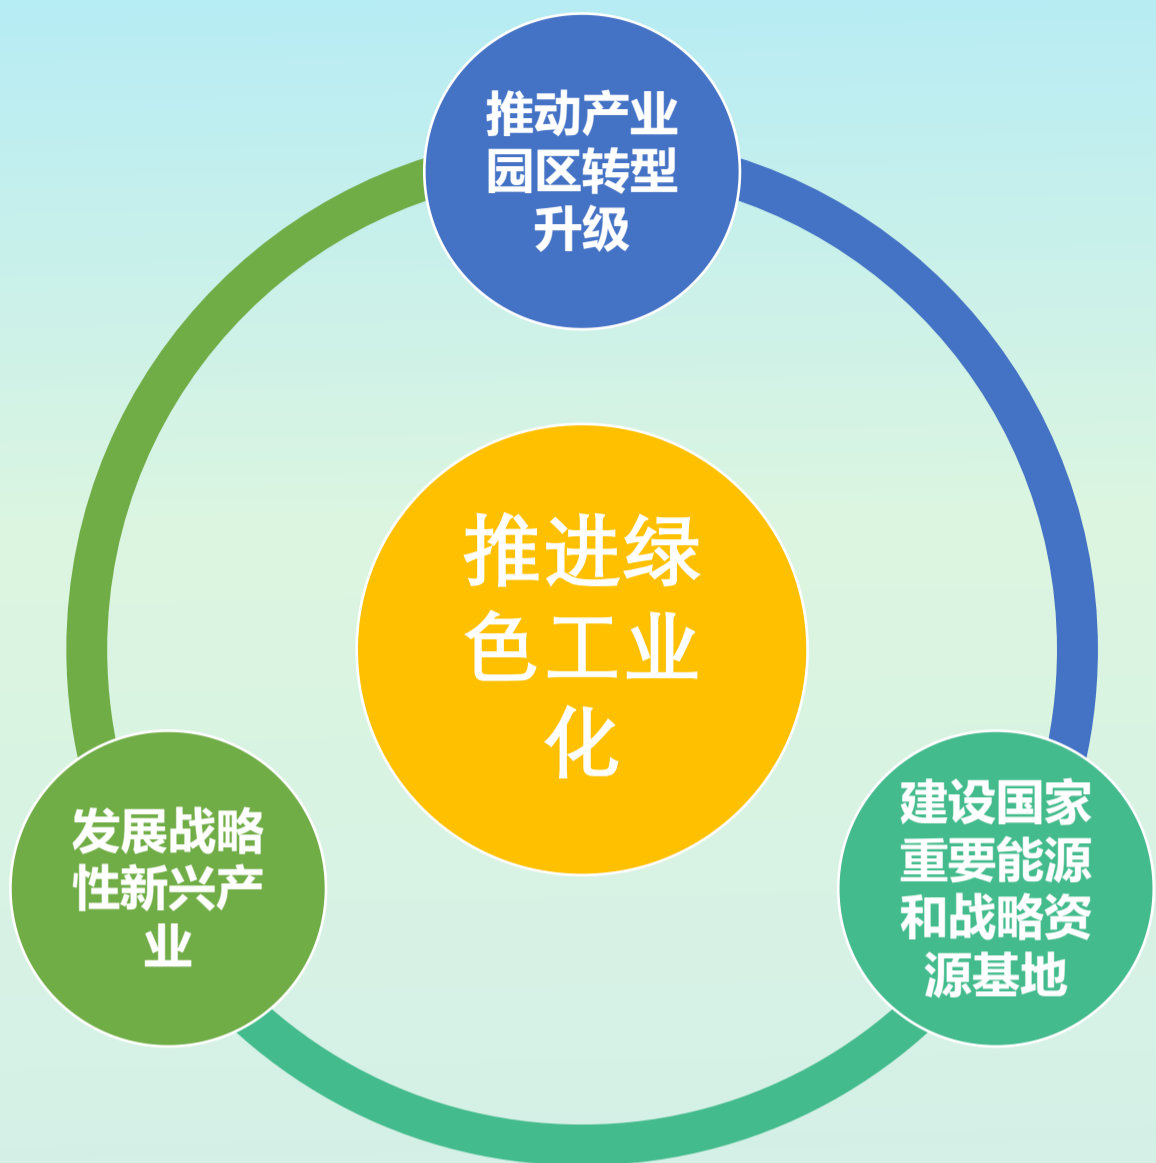 推动产业
园区转型
升级
推进绿
色工业
化
发展战略
性新兴产
业
建设国家
重要能源
和战略资
源基地